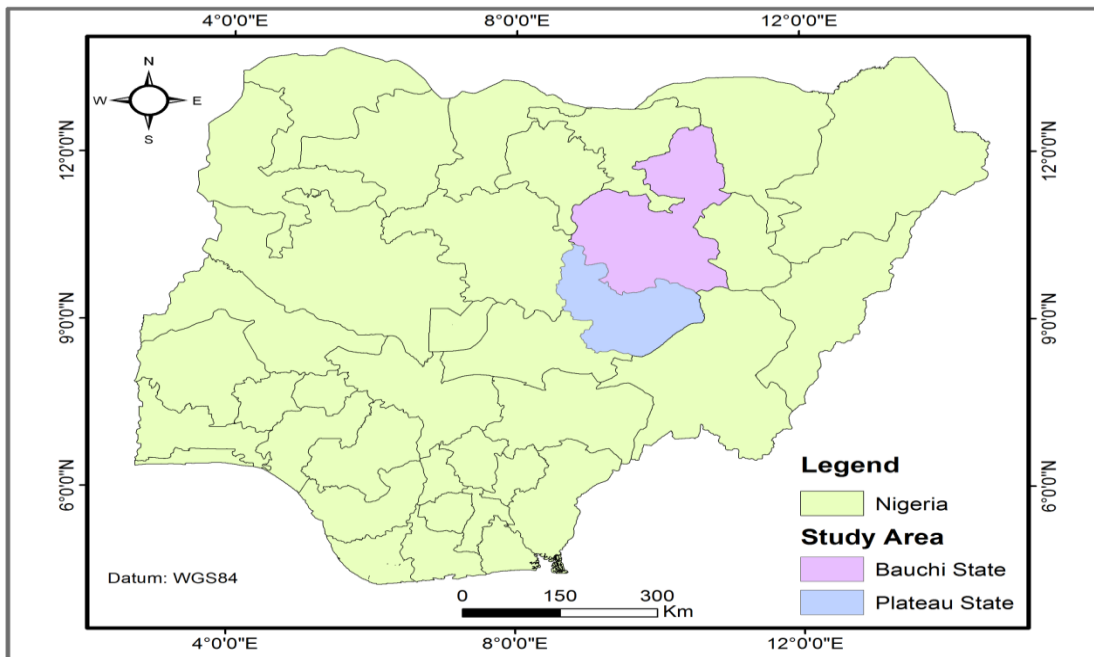 4°0'0"E 8°0'0"E 12°0'0"E
N
W E
S
12°0'0"N 12°0'0"N
9°0'0"N 9°0'0"N
6°0'0"N 6°0'0"N
Legend
Nigeria
Study Area
Bauchi State
Plateau State
Datum: WGS84
0 150 300
Km
4°0'0"E 8°0'0"E 12°0'0"E